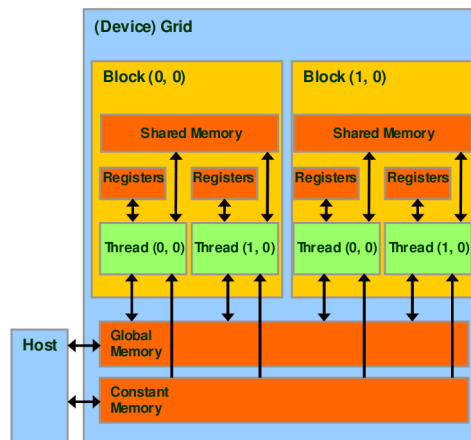 (Device) Grid
Block (0, 0)
Block (1, 0)
Shared Memory
Shared Memory
Registers
Registers
Registers
Registers
Thread (0, 0)
Thread (1, 0)
Thread (0, 0)
Thread (1, 0)
Host
Global
Memory
Constant
Memory